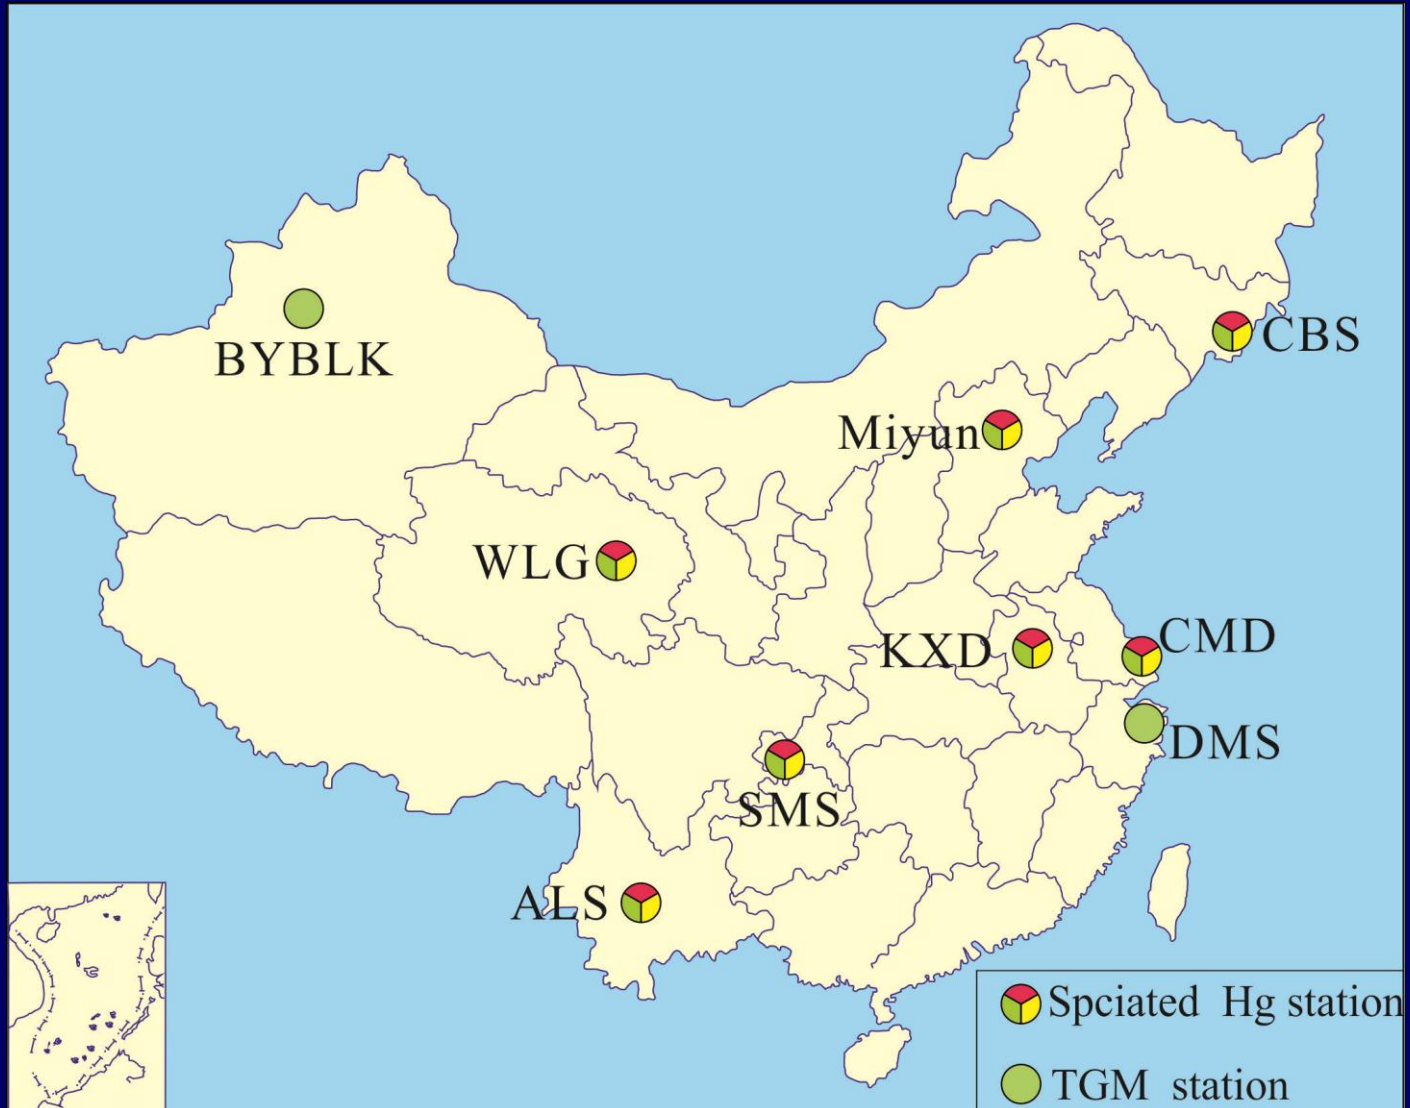 BYBLK
CBS
Miyun
WLG
KXD
CMD
DMS
SMS
ALS
Spciated Hg station
TGM station